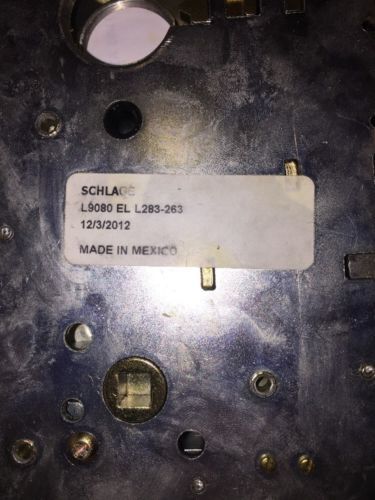 SCHLAGE
L9080 EL L283-263
12/3/2012
MADE IN MEXICO